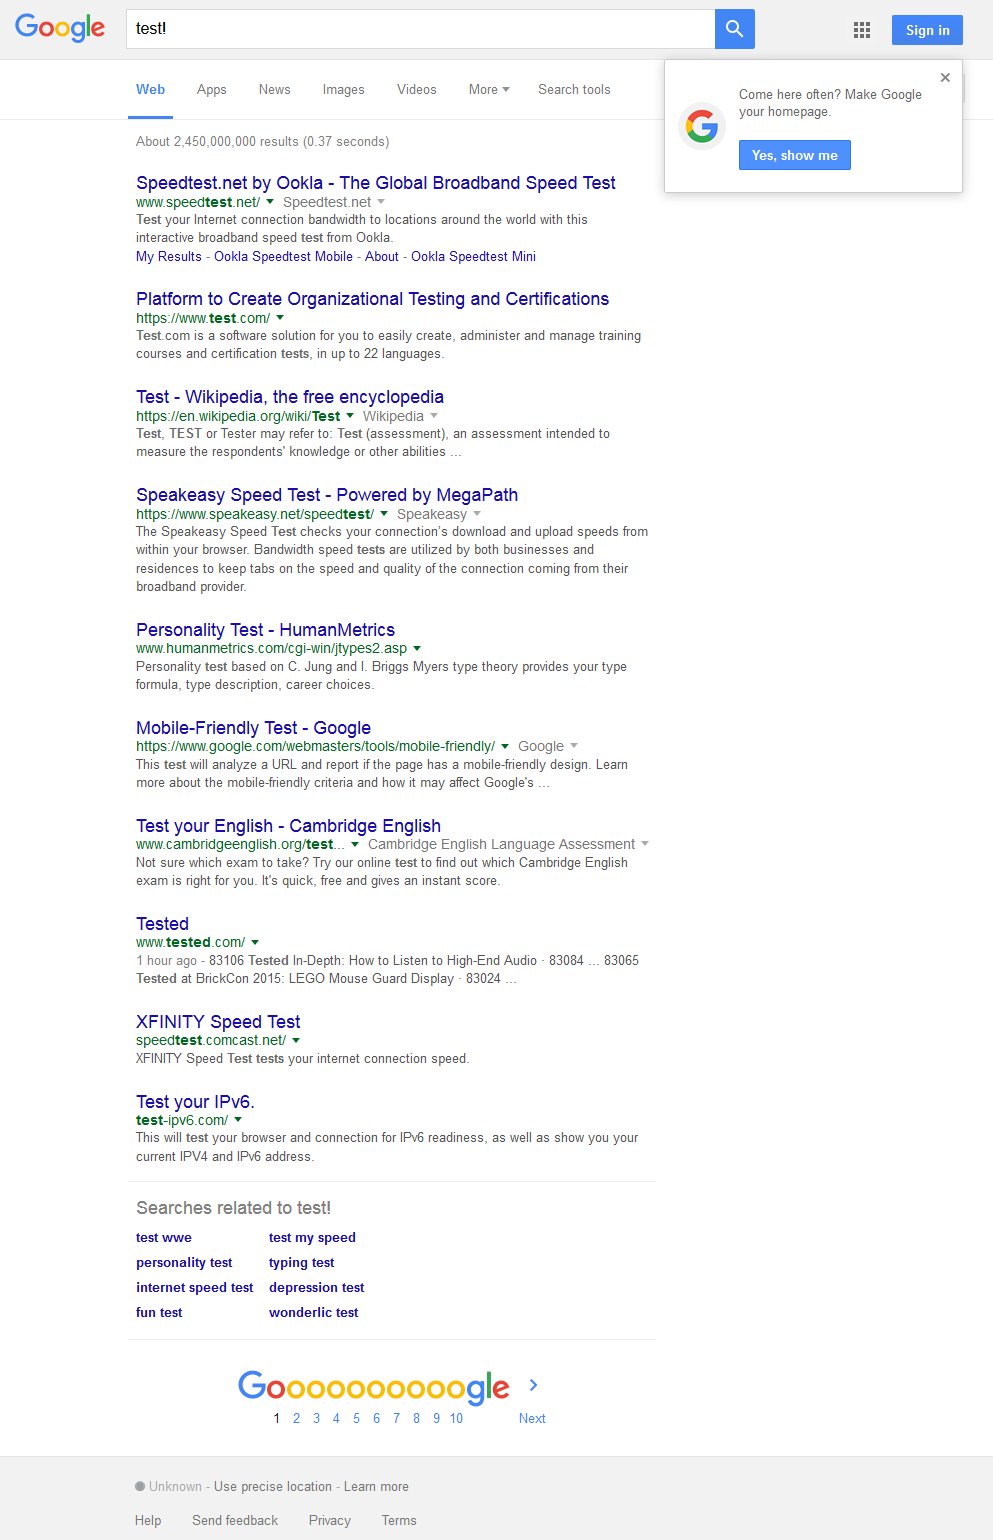 Google
test!
Sign in
Web Apps News Images Videos More Search tools
Come here often? Make Google
your homepage.
Yes, show me
About 2,450,000,000 results (0.37 seconds)
Speedtest.net by Ookla - The Global Broadband Speed Test
www.speedtest.net/ Speedtest.net
Test your Internet connection bandwidth to locations around the world with this
interactive broadband speed test from Ookla.
My Results - Ookla Speedtest Mobile - About - Ookla Speedtest Mini
Platform to Create Organizational Testing and Certifications
https://www.test.com/
Test.com is a software solution for you to easily create, administer and manage training
courses and certification tests, in up to 22 languages.
Test - Wikipedia, the free encyclopedia
https://en.wikipedia.org/wiki/Test Wikipedia
Test, TEST or Tester may refer to: Test (assessment), an assessment intended to
measure the respondents' knowledge or other abilities ...
Speakeasy Speed Test - Powered by MegaPath
https://www.speakeasy.net/speedtest/ Speakeasy
The Speakeasy Speed Test checks your connection's download and upload speeds from
within your browser. Bandwidth speed tests are utilized by both businesses and
residences to keep tabs on the speed and quality of the connection coming from their
broadband provider.
Personality Test - HumanMetrics
www.humanmetrics.com/cgi-win/jtypes2.asp
Personality test based on C. Jung and I. Briggs Myers type theory provides your type
formula, type description, career choices.
Mobile-Friendly Test - Google
https://www.google.com/webmasters/tools/mobile-friendly/ Google
This test will analyze a URL and report if the page has a mobile-friendly design. Learn
more about the mobile-friendly criteria and how it may affect Google's ...
Test your English - Cambridge English
www.cambridgeenglish.org/test... Cambridge English Language Assessment
Not sure which exam to take? Try our online test to find out which Cambridge English
exam is right for you. It's quick, free and gives an instant score.
Tested
www.tested.com/
1 hour ago - 83106 Tested In-Depth: How to Listen to High-End Audio · 83084 ... 83065
Tested at BrickCon 2015: LEGO Mouse Guard Display · 83024 ...
XFINITY Speed Test
speedtest.comcast.net/
XFINITY Speed Test tests your internet connection speed.
Test your IPv6.
test-ipv6.com/
This will test your browser and connection for IPv6 readiness, as well as show you your
current IPV4 and IPv6 address.
Searches related to test!
test wwe test my speed
personality test typing test
internet speed test depression test
fun test wonderlic test
Goooooooooogle
1 2 3 4 5 6 7 8 9 10 Next
Unknown - Use precise location - Learn more
Help Send feedback Privacy Terms